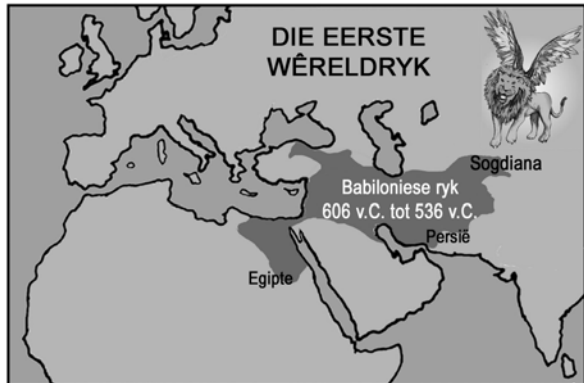 DIE EERSTE
WÊRELDRYK
Sogdiana
Babiloniese ryk
606 v.C. tot 536 v.C.
Persië
Egipte